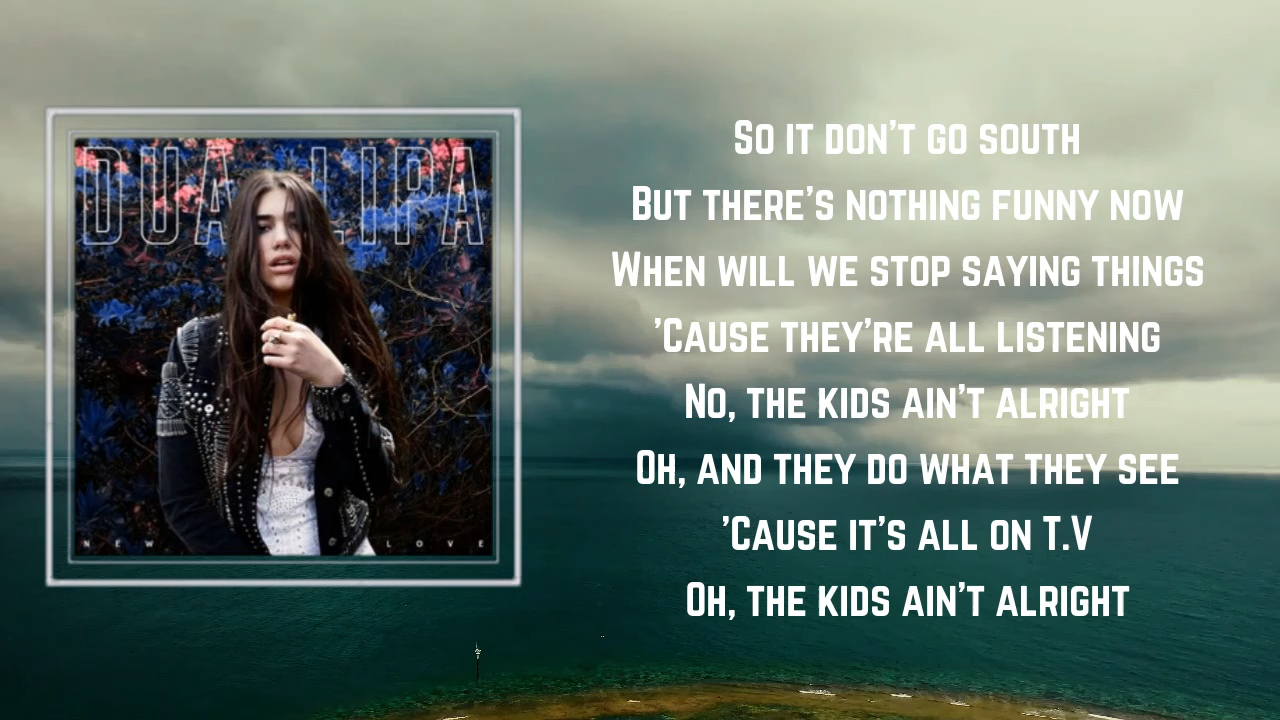 DUA LIPA
NEW LOVE
SO IT DON'T GO SOUTH
BUT THERE'S NOTHING FUNNY NOW
WHEN WILL WE STOP SAYING THINGS
'CAUSE THEY'RE ALL LISTENING
NO, THE KIDS AIN'T ALRIGHT
OH, AND THEY DO WHAT THEY SEE
'CAUSE IT'S ALL ON T.V
OH, THE KIDS AIN'T ALRIGHT